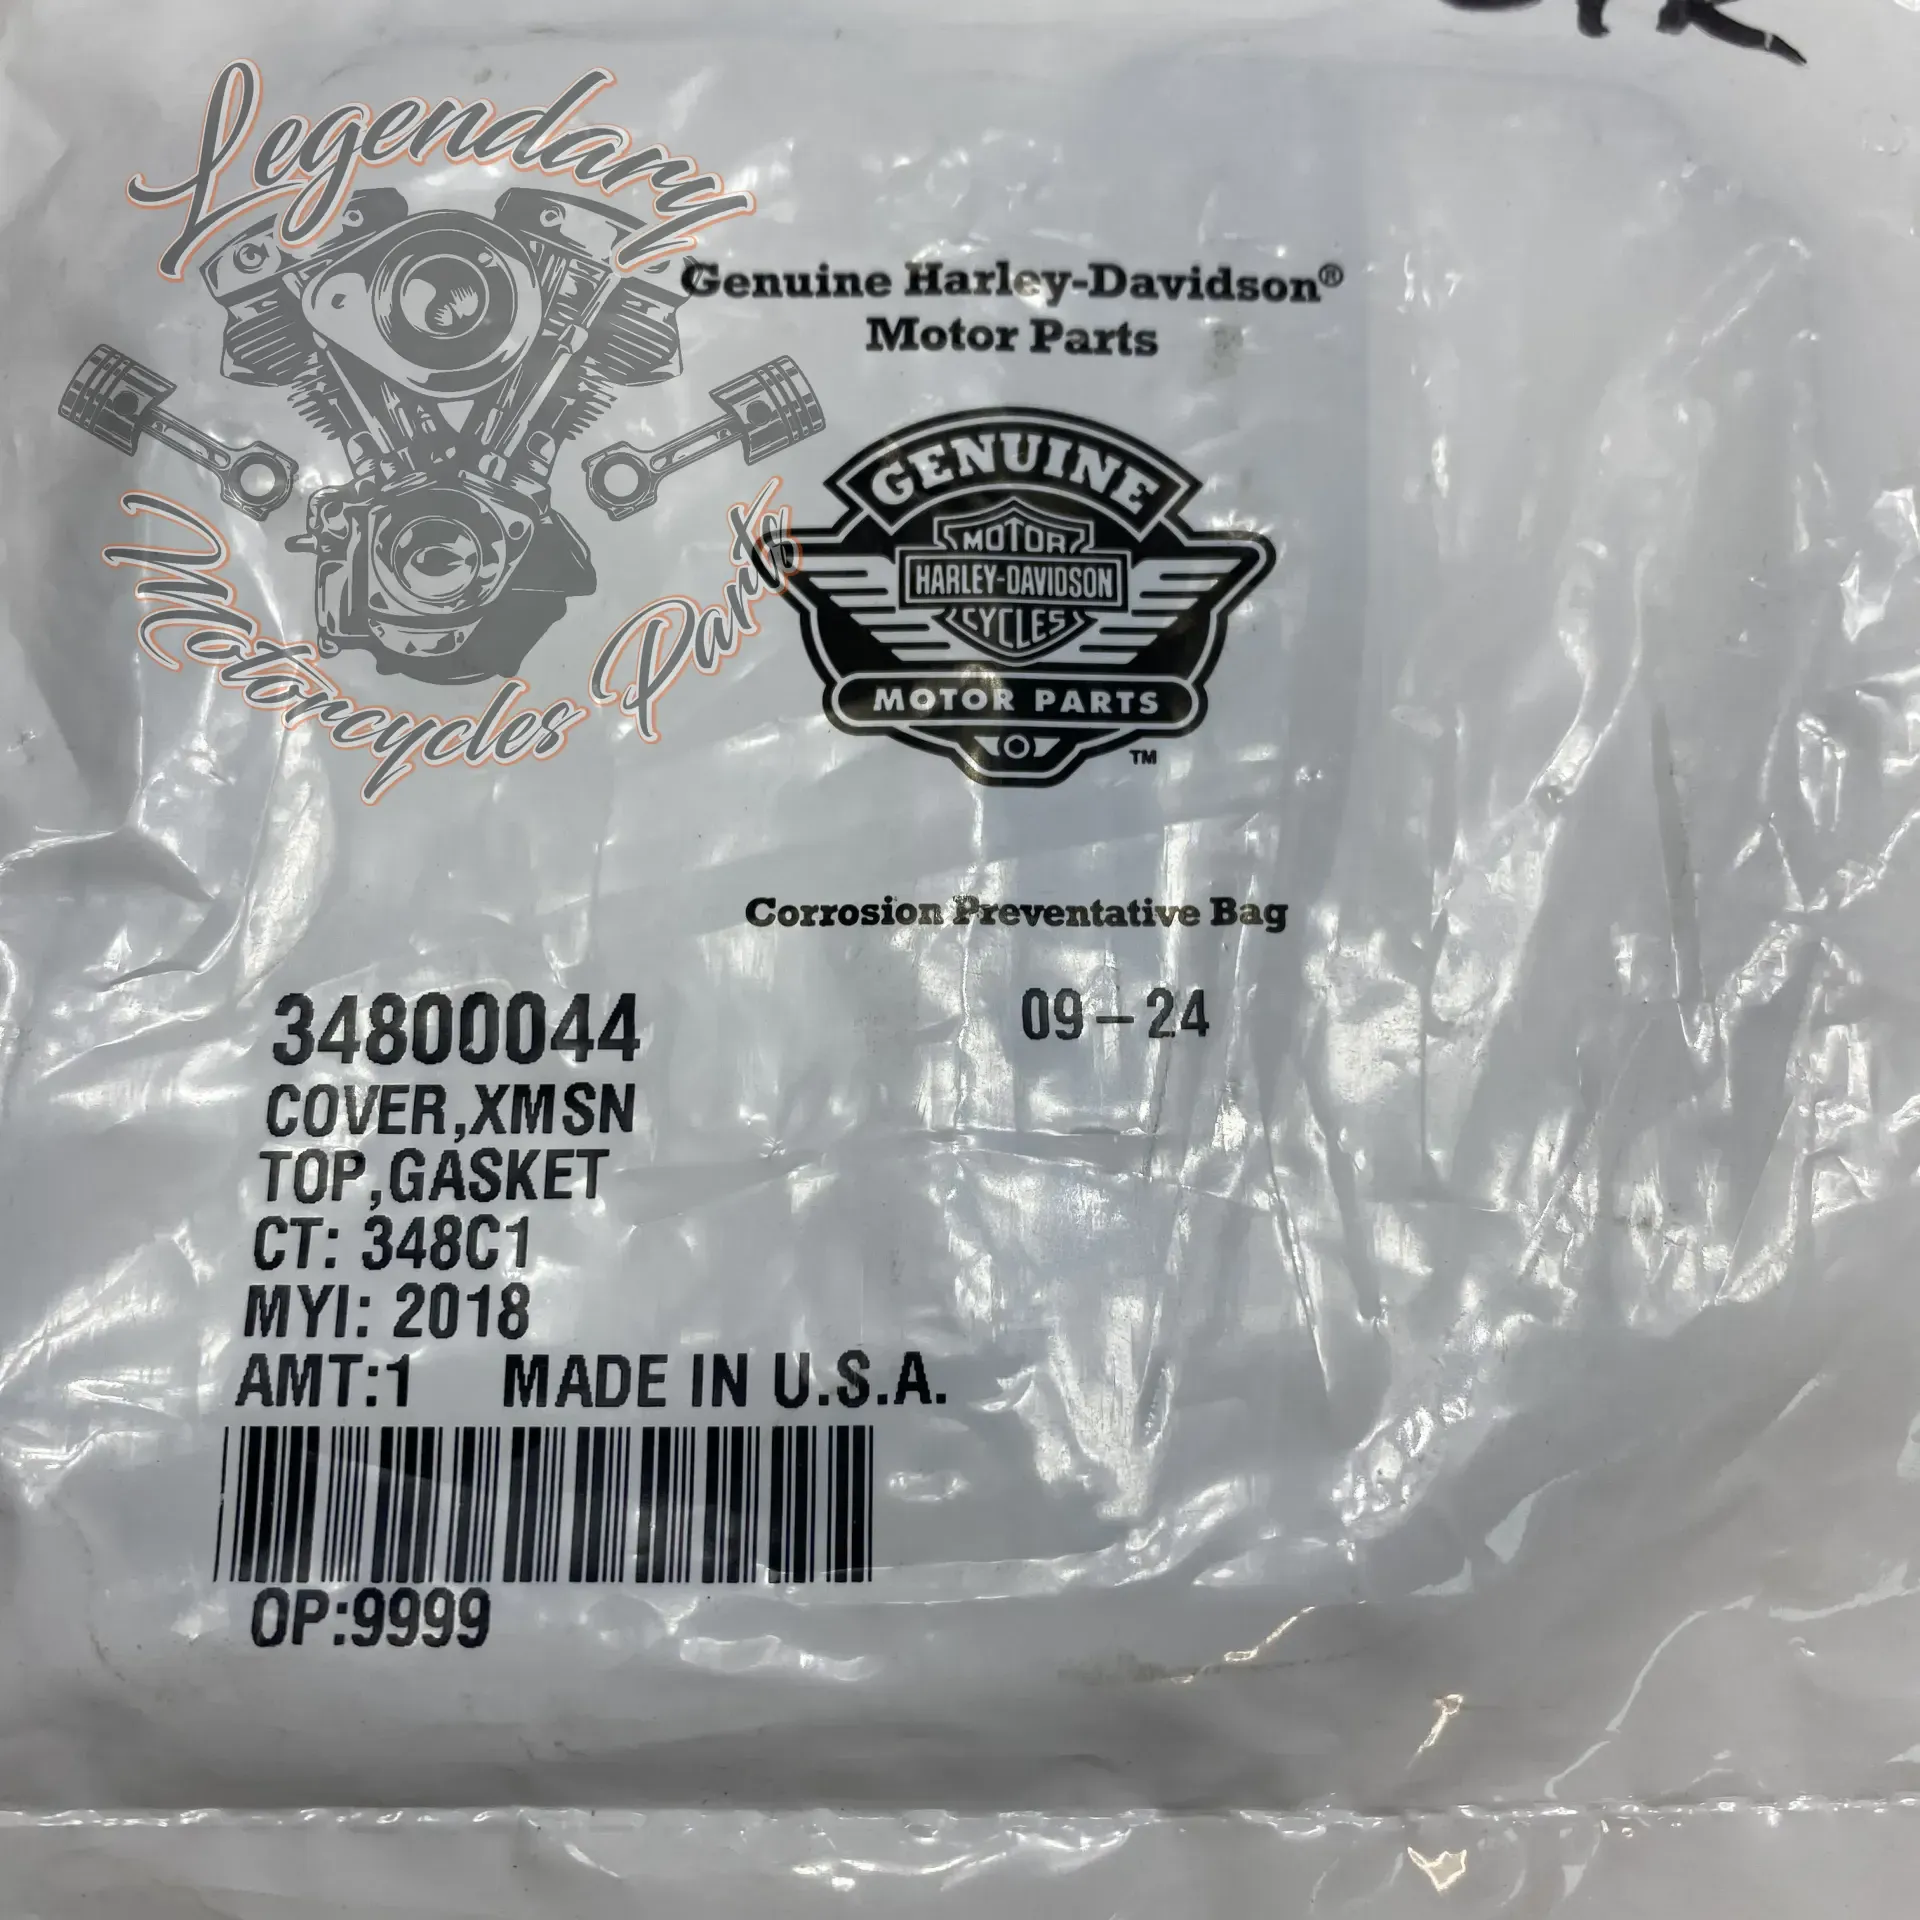 Legendary
Motorcycles Parts
Genuine Harley-Davidson®
Motor Parts
GENUINE
MOTOR
HARLEY-DAVIDSON
CYCLES
MOTOR PARTS
TM
Corrosion Preventative Bag
09-24
34800044
COVER,XMSN
TOP,GASKET
CT: 348C1
MYI: 2018
AMT:1 MADE IN U.S.A.
OP:9999